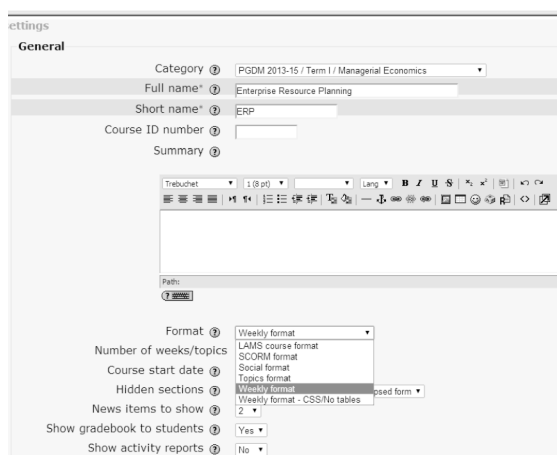 ettings
General
Category PGDM 2013-15 / Term I / Managerial Economics
Full name* Enterprise Resource Planning
Short name* ERP
Course ID number
Summary
Trebuchet 1 (8 pt) Lang B I U S x₂ x²
Path:
Format Weekly format
LAMS course format
Number of weeks/topics SCORM format
Social format
Course start date Topics format
Hidden sections Weekly format psed form
Weekly format - CSS/No tables
News items to show 2
Show gradebook to students Yes
Show activity reports No